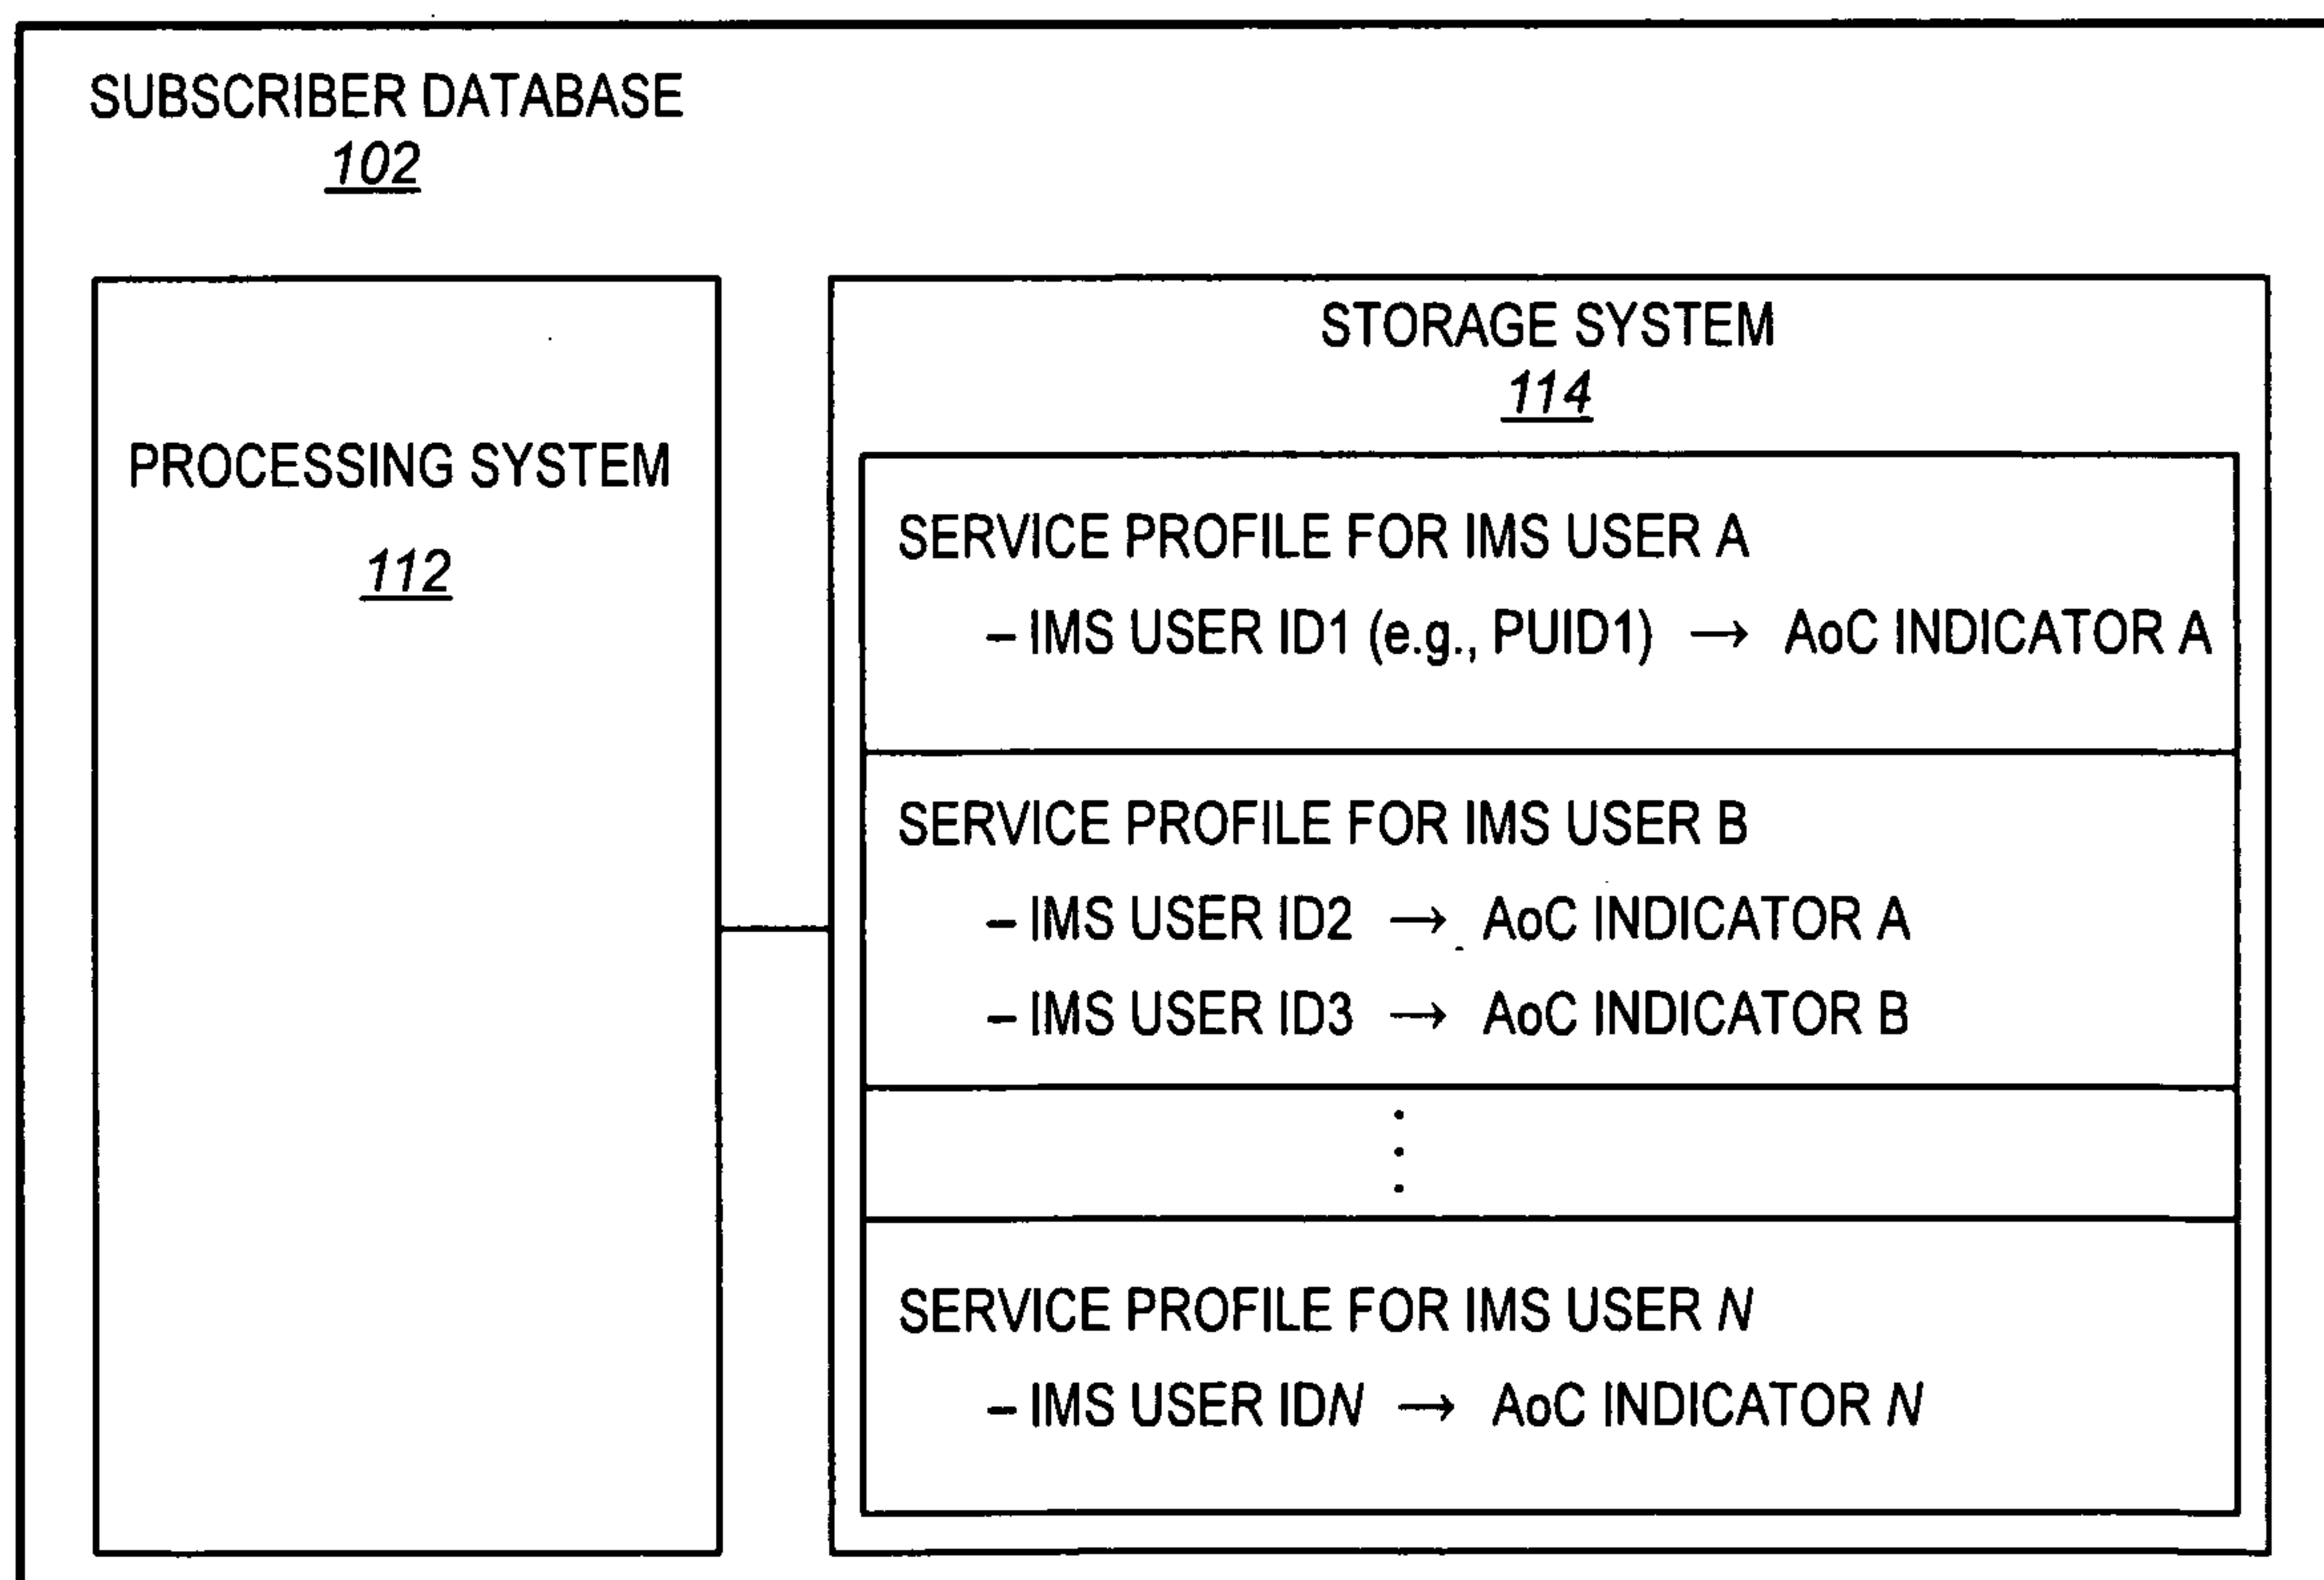 SUBSCRIBER DATABASE
102
PROCESSING SYSTEM
112
STORAGE SYSTEM
114
SERVICE PROFILE FOR IMS USER A
– IMS USER ID1 (e.g., PUID1) → AoC INDICATOR A
SERVICE PROFILE FOR IMS USER B
– IMS USER ID2 → AoC INDICATOR A
– IMS USER ID3 → AoC INDICATOR B
SERVICE PROFILE FOR IMS USER N
– IMS USER IDN → AoC INDICATOR N